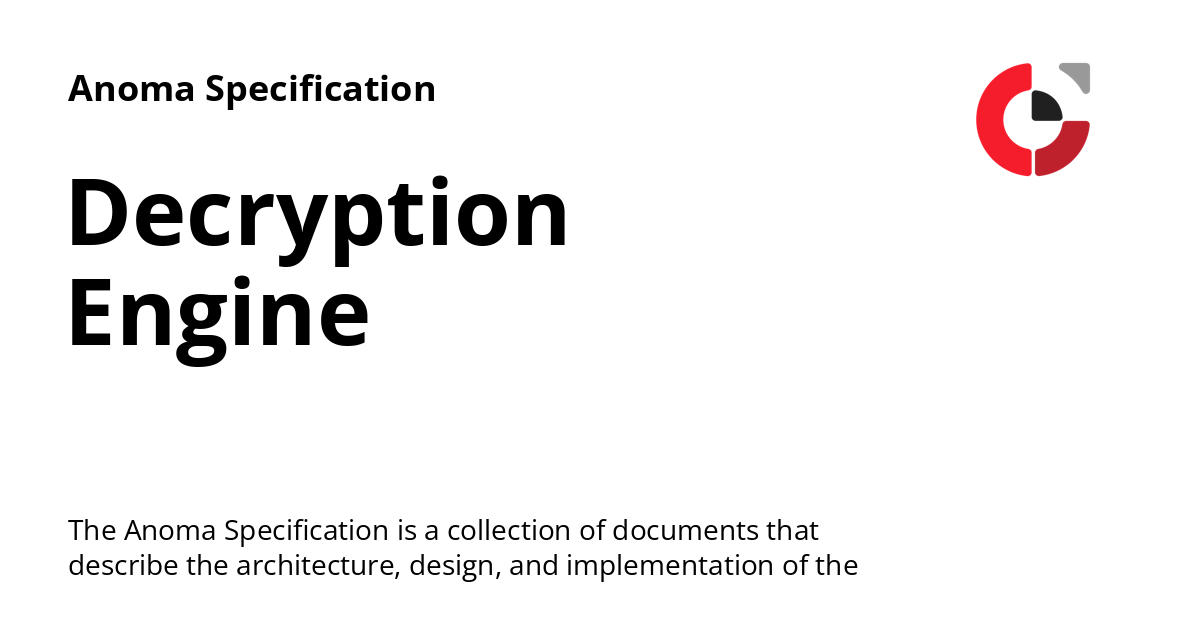 Anoma Specification
Decryption
Engine
The Anoma Specification is a collection of documents that
describe the architecture, design, and implementation of the